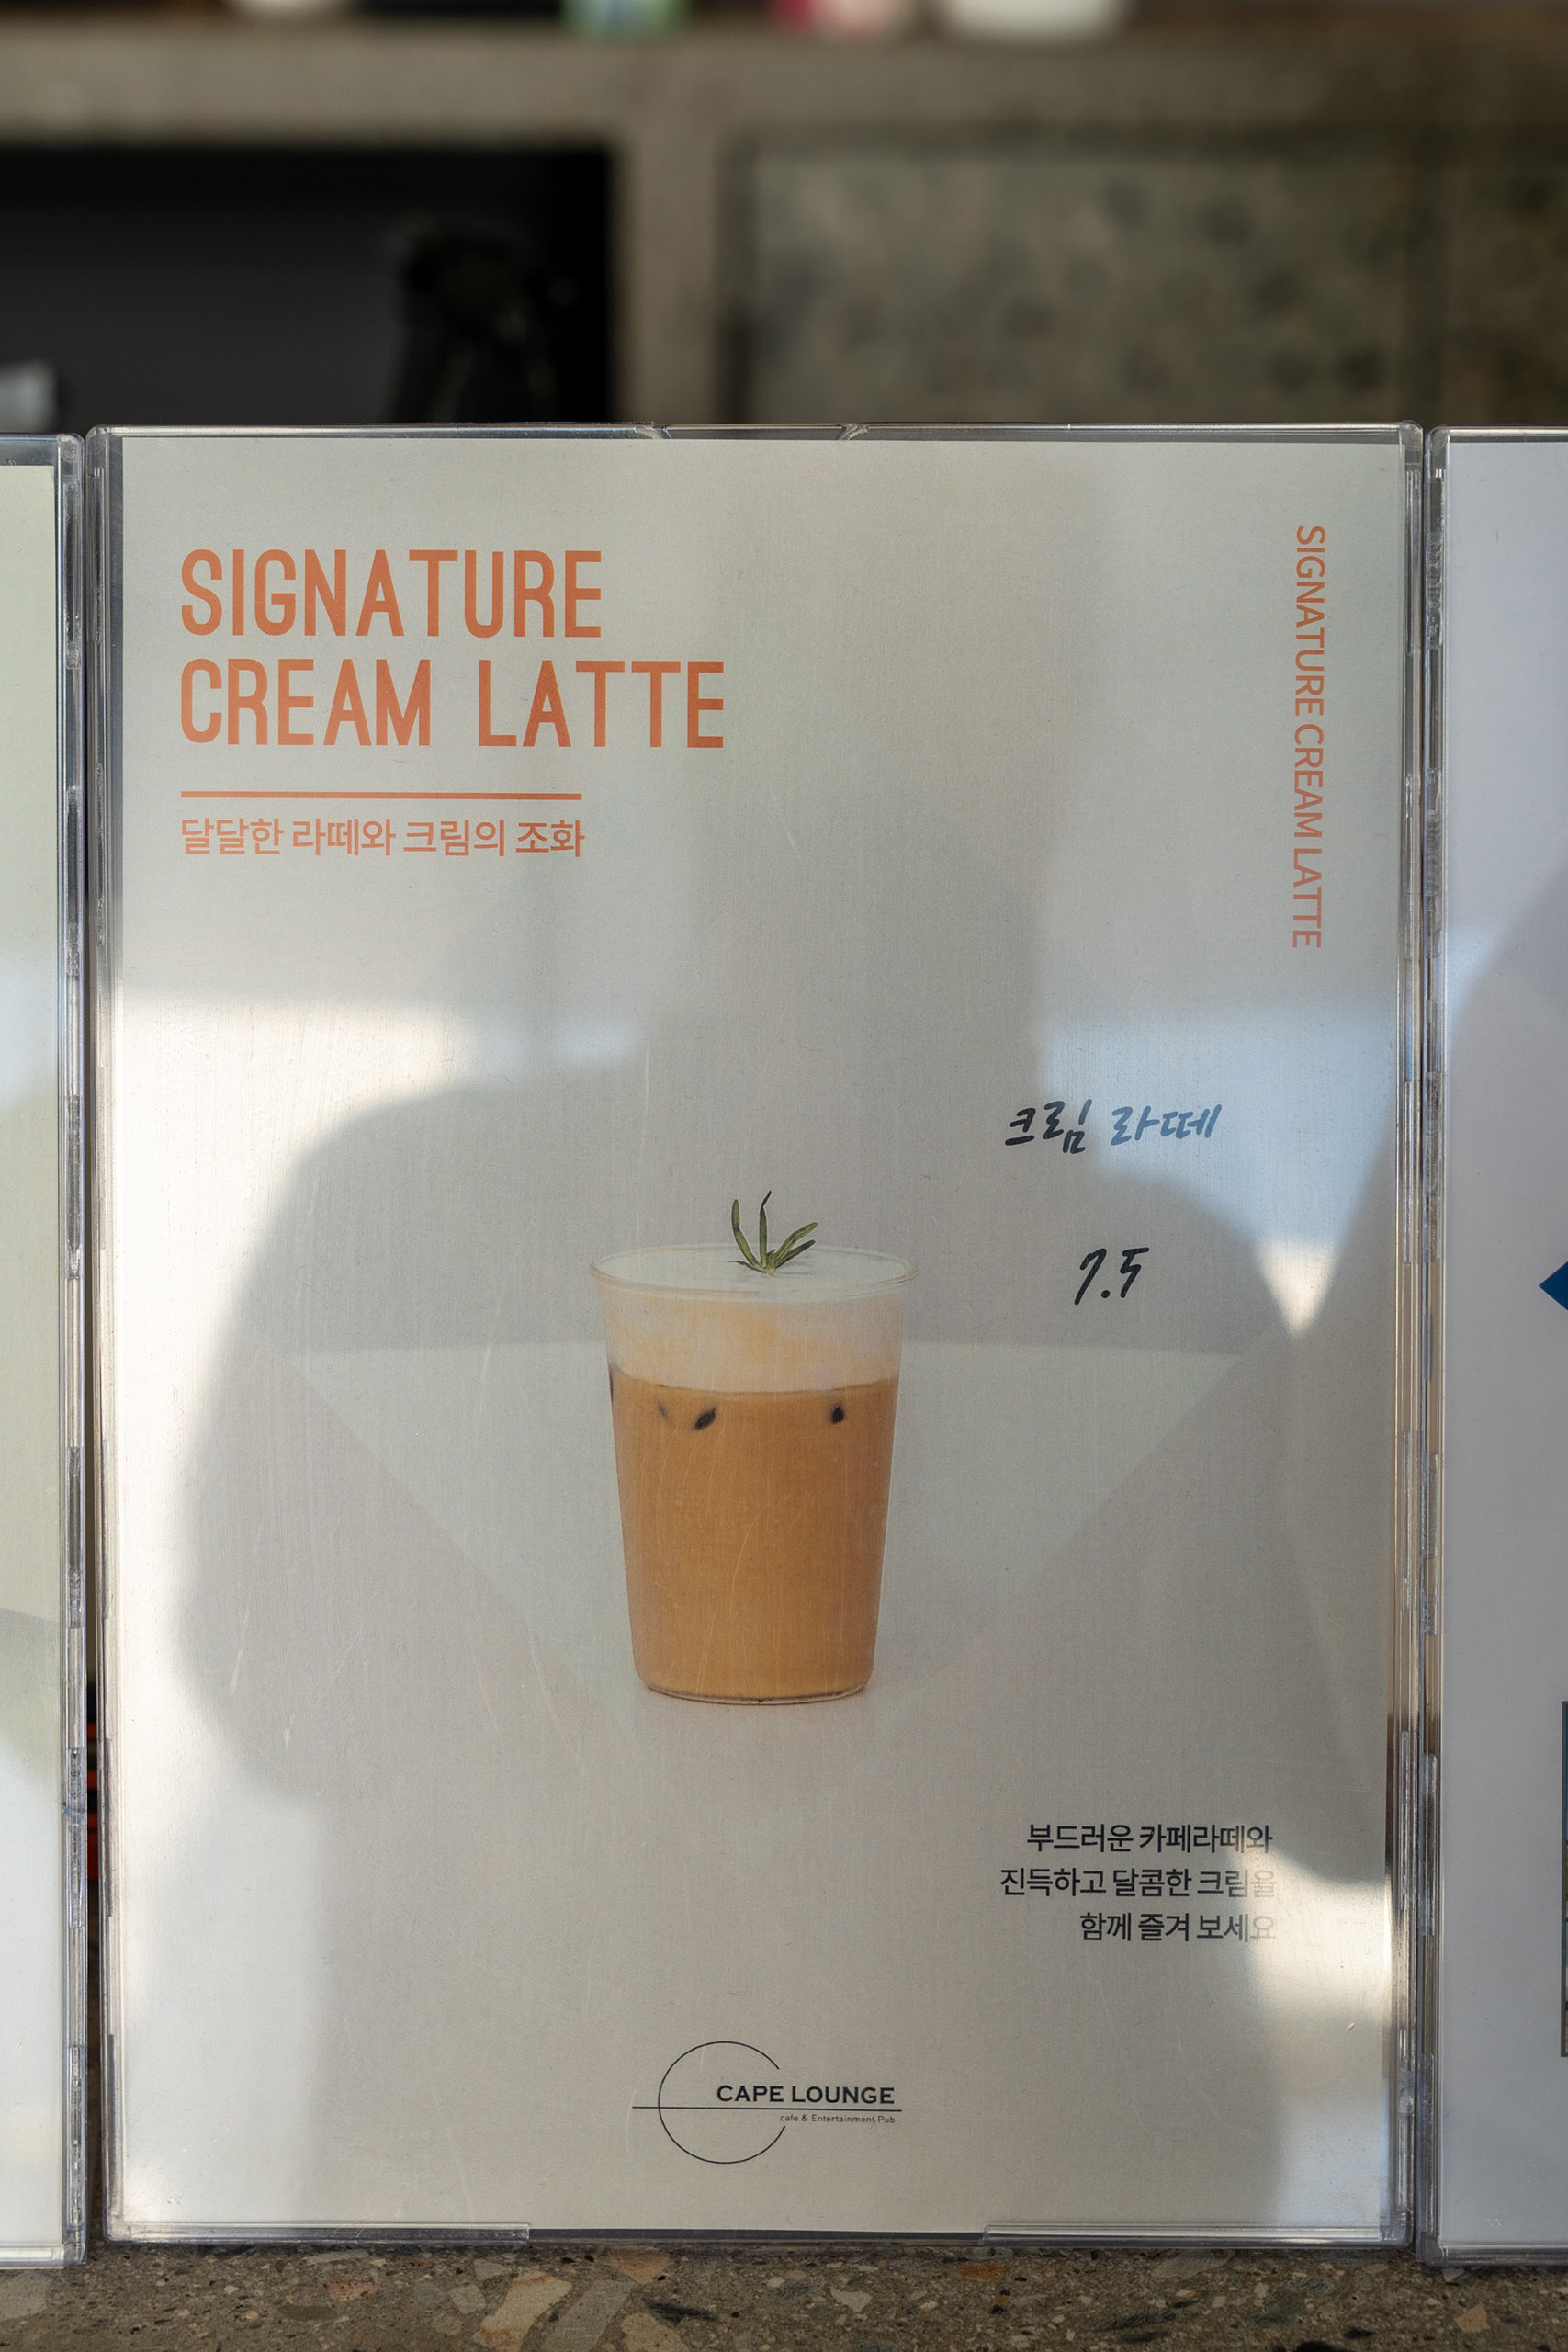 SIGNATURE
CREAM LATTE
달달한 라떼와 크림의 조화
SIGNATURE CREAM LATTE
크림 라떼
7.5
부드러운 카페라떼와
진득하고 달콤한 크림을
함께 즐겨 보세요
CAPE LOUNGE
cafe & Entertainment Pub